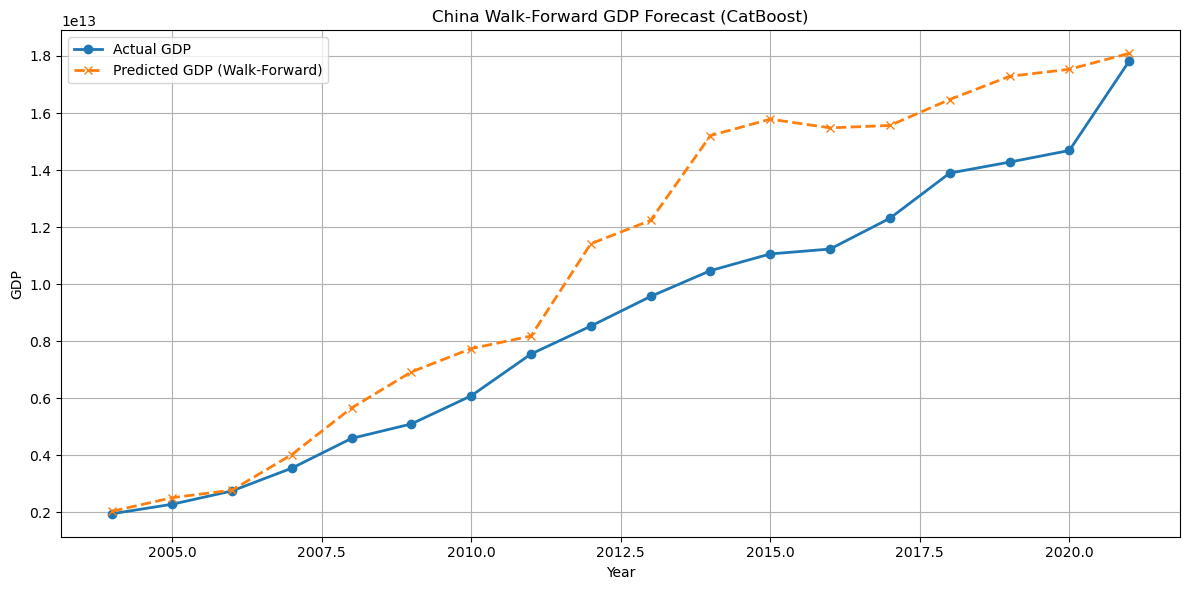 China Walk-Forward GDP Forecast (CatBoost)
1e13
Actual GDP
Predicted GDP (Walk-Forward)
1.8
1.6
1.4
1.2
1.0
0.8
0.6
0.4
0.2
GDP
2005.0 2007.5 2010.0 2012.5 2015.0 2017.5 2020.0
Year